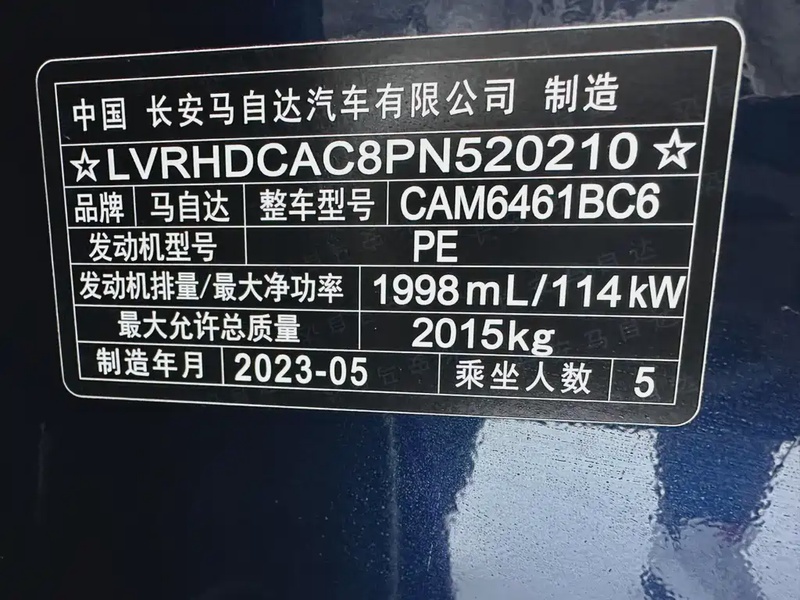 中国 长安马自达汽车有限公司 制造
☆LVRHDCAC8PN520210☆
品牌 马自达 整车型号 CAM6461BC6
发动机型号 PE
发动机排量/最大净功率 1998mL/114kW
最大允许总质量 2015kg
制造年月 2023-05 乘坐人数 5